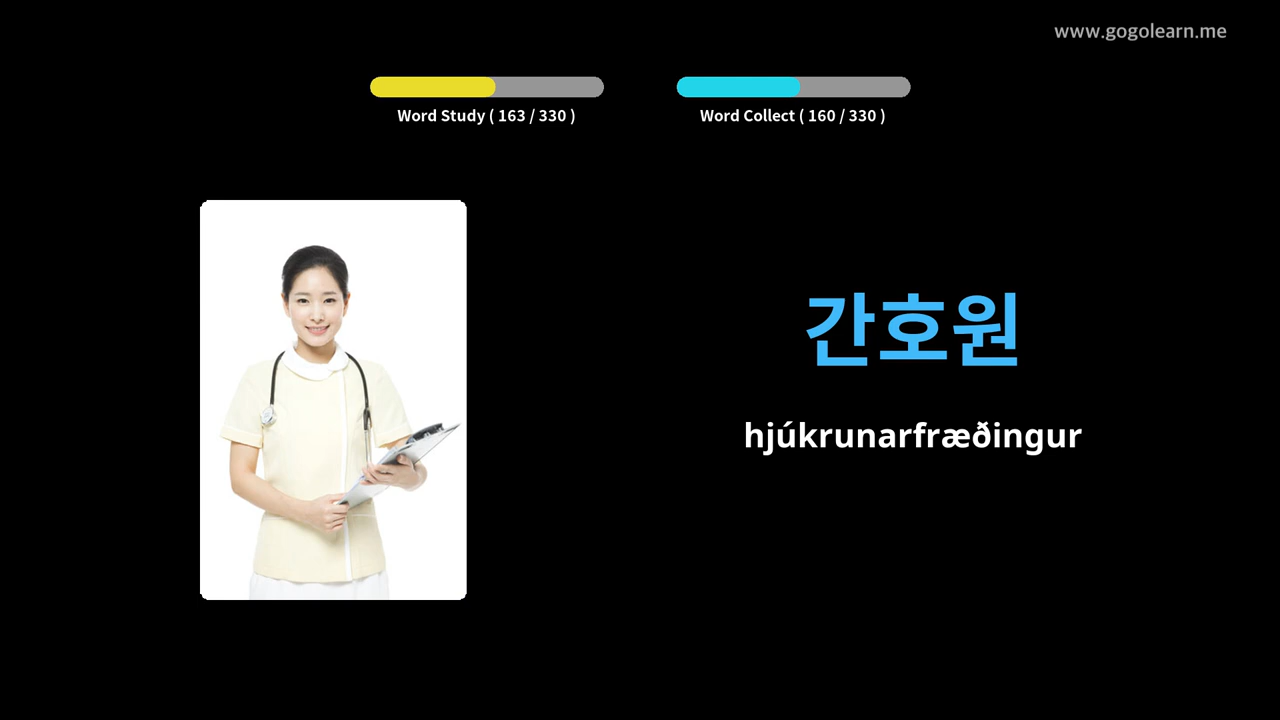 www.gogolearn.me
Word Study ( 163 / 330 )
Word Collect ( 160 / 330 )
간호원
hjúkrunarfræðingur